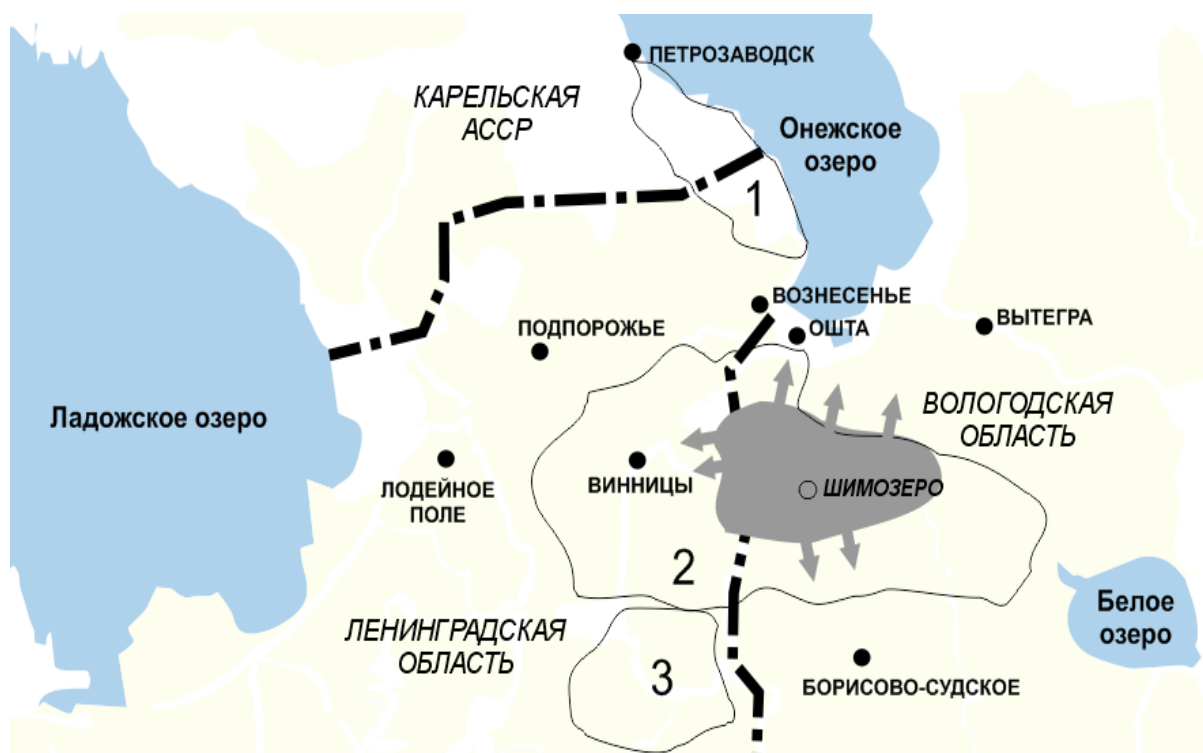 ПЕТРОЗАВОДСК
КАРЕЛЬСКАЯ
АССР
Онежское
озеро
1
ВОЗНЕСЕНЬЕ
ОШТА
ВЫТЕГРА
ПОДПОРОЖЬЕ
Ладожское озеро
ВОЛОГОДСКАЯ
ОБЛАСТЬ
ЛОДЕЙНОЕ
ПОЛЕ
ВИННИЦЫ
ШИМОЗЕРО
2
Белое
озеро
ЛЕНИНГРАДСКАЯ
ОБЛАСТЬ
3
БОРИСОВО-СУДСКОЕ